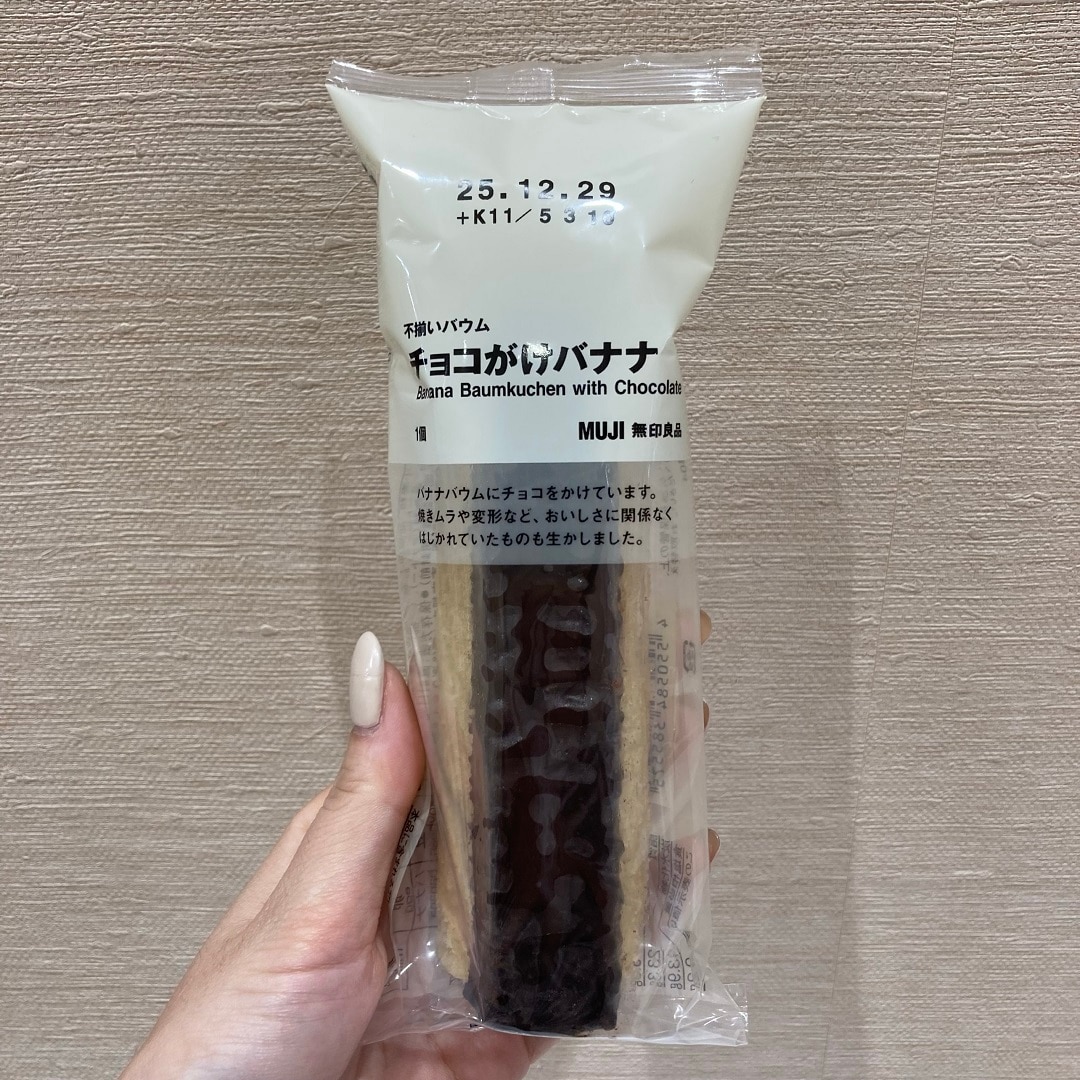 25.12.29
+K11/ 5 3 10
不揃いバウム
チョコがけバナナ
Banana Baumkuchen with Chocolate
1個
MUJI 無印良品
バナナバウムにチョコをかけています。
焼きムラや変形など、おいしさに関係なく
はじかれていたものも生かしました。